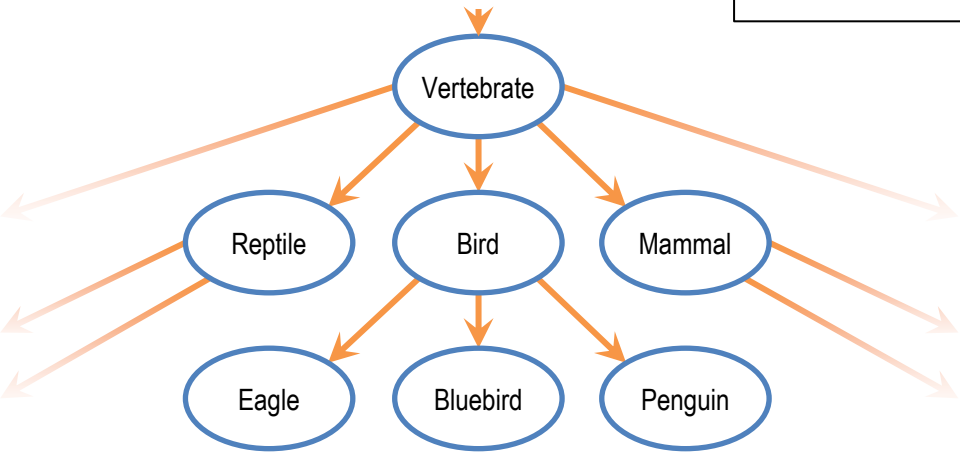 Vertebrate
Reptile
Bird
Mammal
Eagle
Bluebird
Penguin